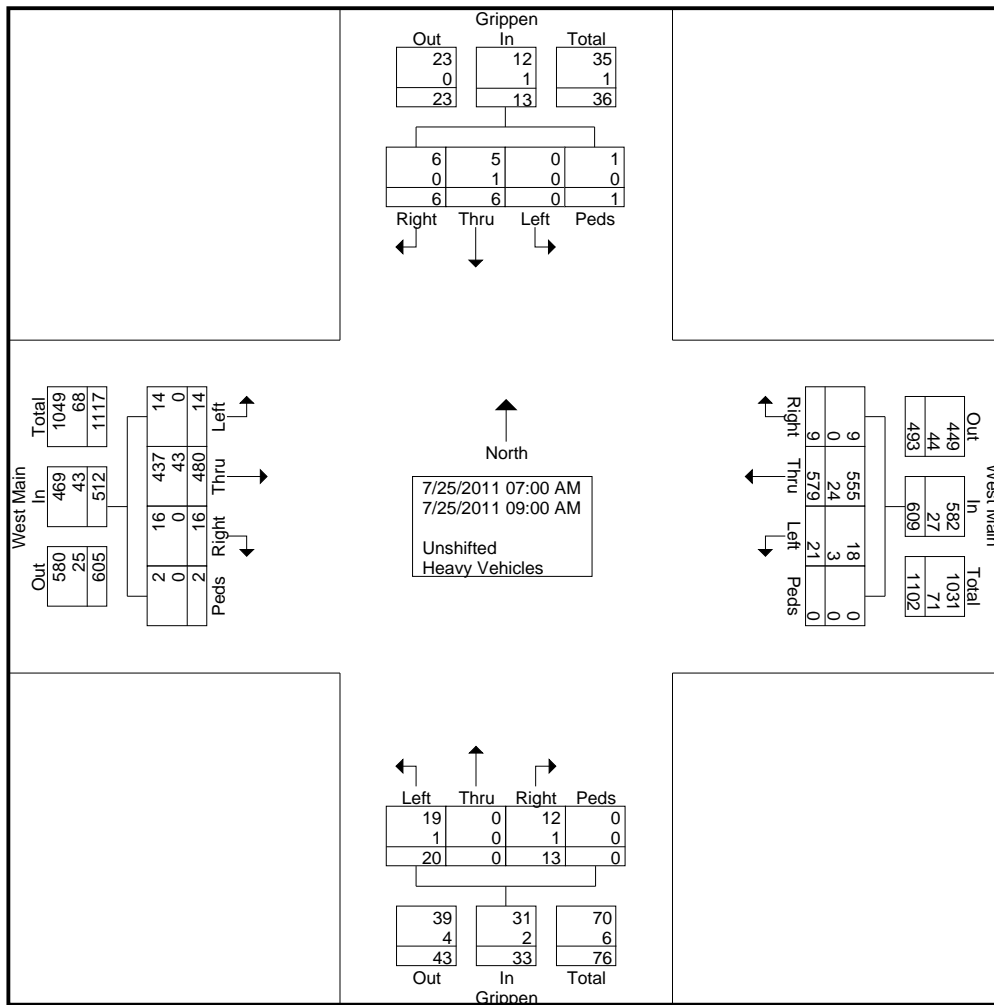 Grippen
Out In Total
23 12 35
0 1 1
23 13 36
6 5 0 1
0 1 0 0
6 6 0 1
Right Thru Left Peds
West Main
Total In Out
1049 469 580
68 43 25
1117 512 605
14 437 16 2
0 43 0 0
14 480 16 2
Left Thru Right Peds
North
7/25/2011 07:00 AM
7/25/2011 09:00 AM
Unshifted
Heavy Vehicles
Right Thru Left Peds
9 555 18 0
0 24 3 0
9 579 21 0
West Main
Out In Total
449 582 1031
44 27 71
493 609 1102
Left Thru Right Peds
19 0 12 0
1 0 1 0
20 0 13 0
39 31 70
4 2 6
43 33 76
Out In Total
Grippen